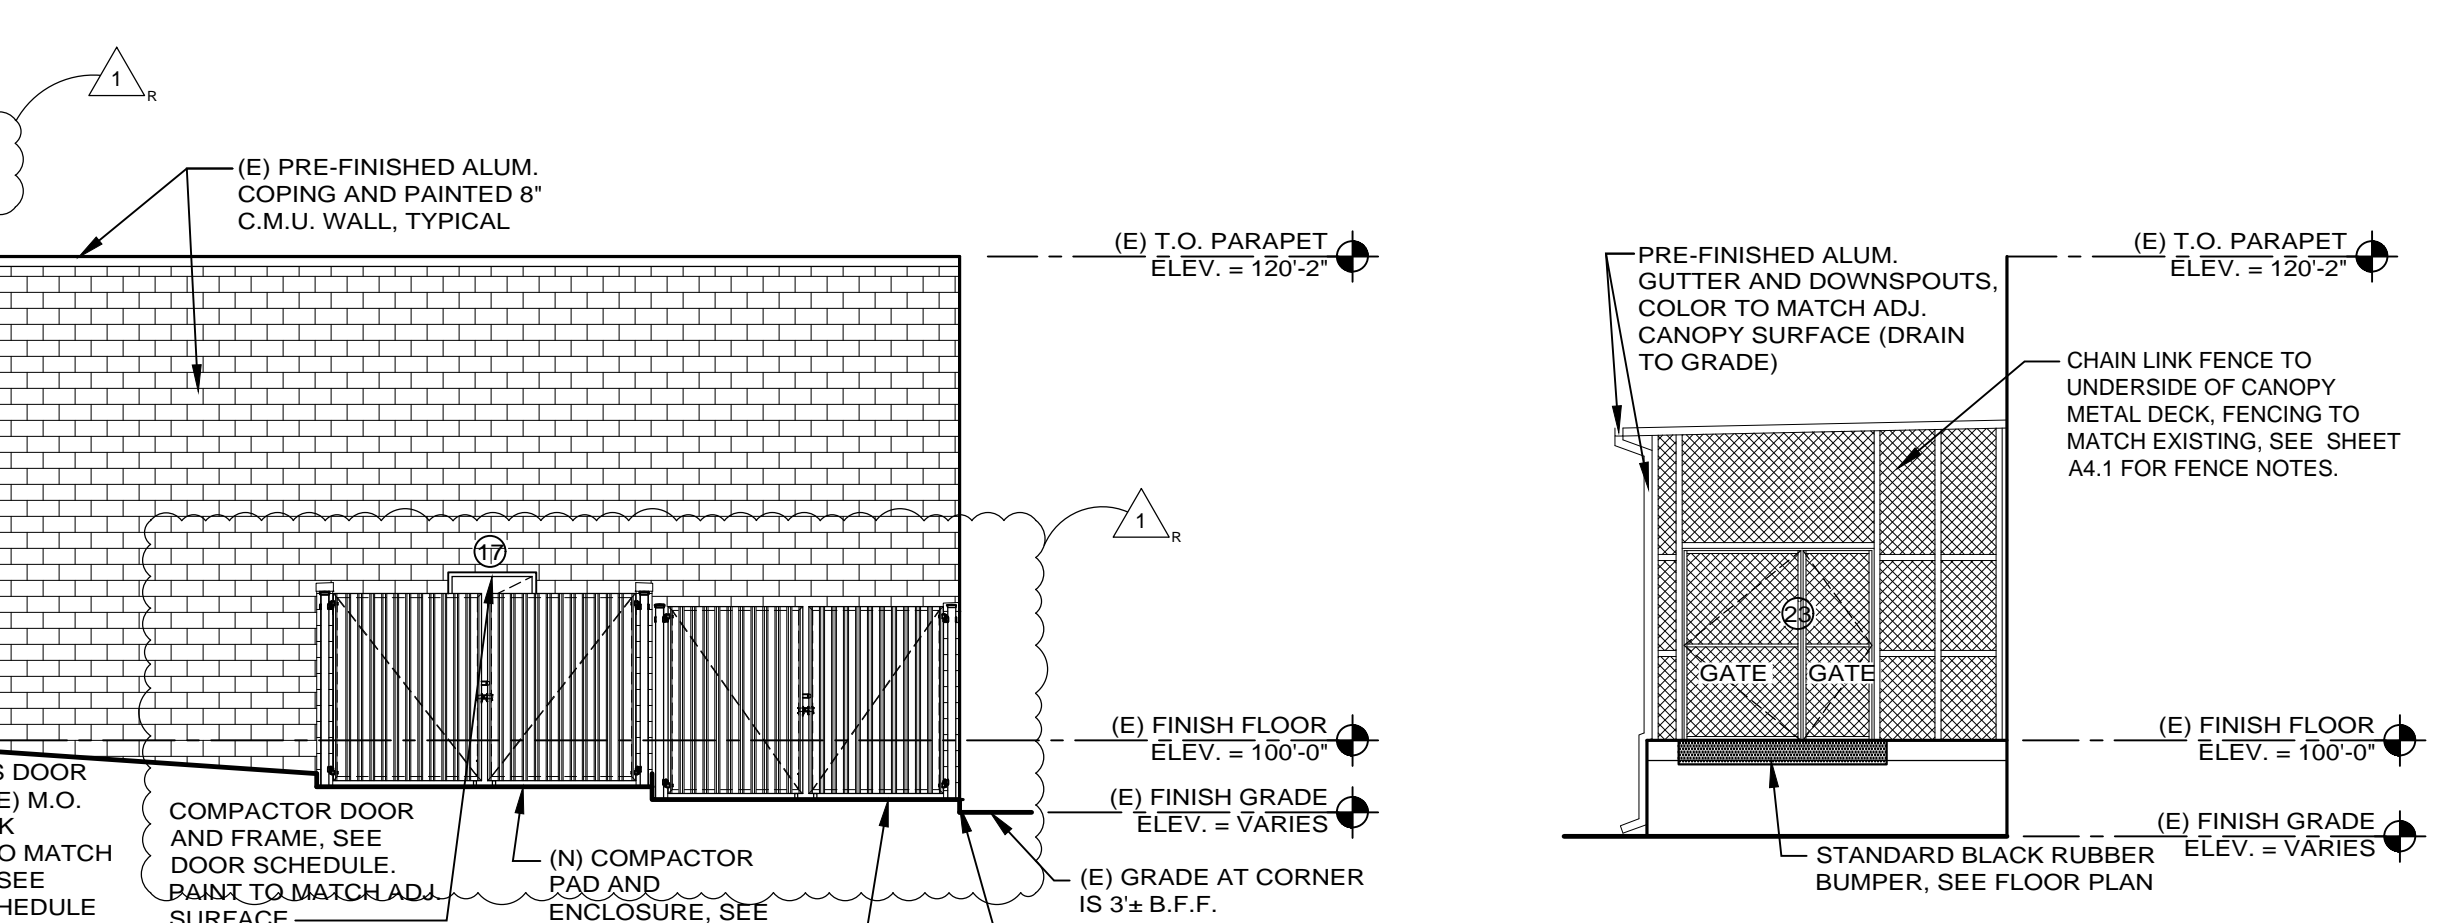 1
R
(E) PRE-FINISHED ALUM.
COPING AND PAINTED 8"
C.M.U. WALL, TYPICAL
(E) T.O. PARAPET
ELEV. = 120'-2"
1
R
17
(E) FINISH FLOOR
ELEV. = 100'-0"
(E) FINISH GRADE
ELEV. = VARIES
(E) GRADE AT CORNER
IS 3'± B.F.F.
S DOOR
E) M.O.
K
O MATCH
SEE
HEDULE
COMPACTOR DOOR
AND FRAME, SEE
DOOR SCHEDULE.
PAINT TO MATCH ADJ.
SURFACE
(N) COMPACTOR
PAD AND
ENCLOSURE, SEE
PRE-FINISHED ALUM.
GUTTER AND DOWNSPOUTS,
COLOR TO MATCH ADJ.
CANOPY SURFACE (DRAIN
TO GRADE)
(E) T.O. PARAPET
ELEV. = 120'-2"
CHAIN LINK FENCE TO
UNDERSIDE OF CANOPY
METAL DECK, FENCING TO
MATCH EXISTING, SEE SHEET
A4.1 FOR FENCE NOTES.
23
GATE GATE
(E) FINISH FLOOR
ELEV. = 100'-0"
(E) FINISH GRADE
ELEV. = VARIES
STANDARD BLACK RUBBER
BUMPER, SEE FLOOR PLAN